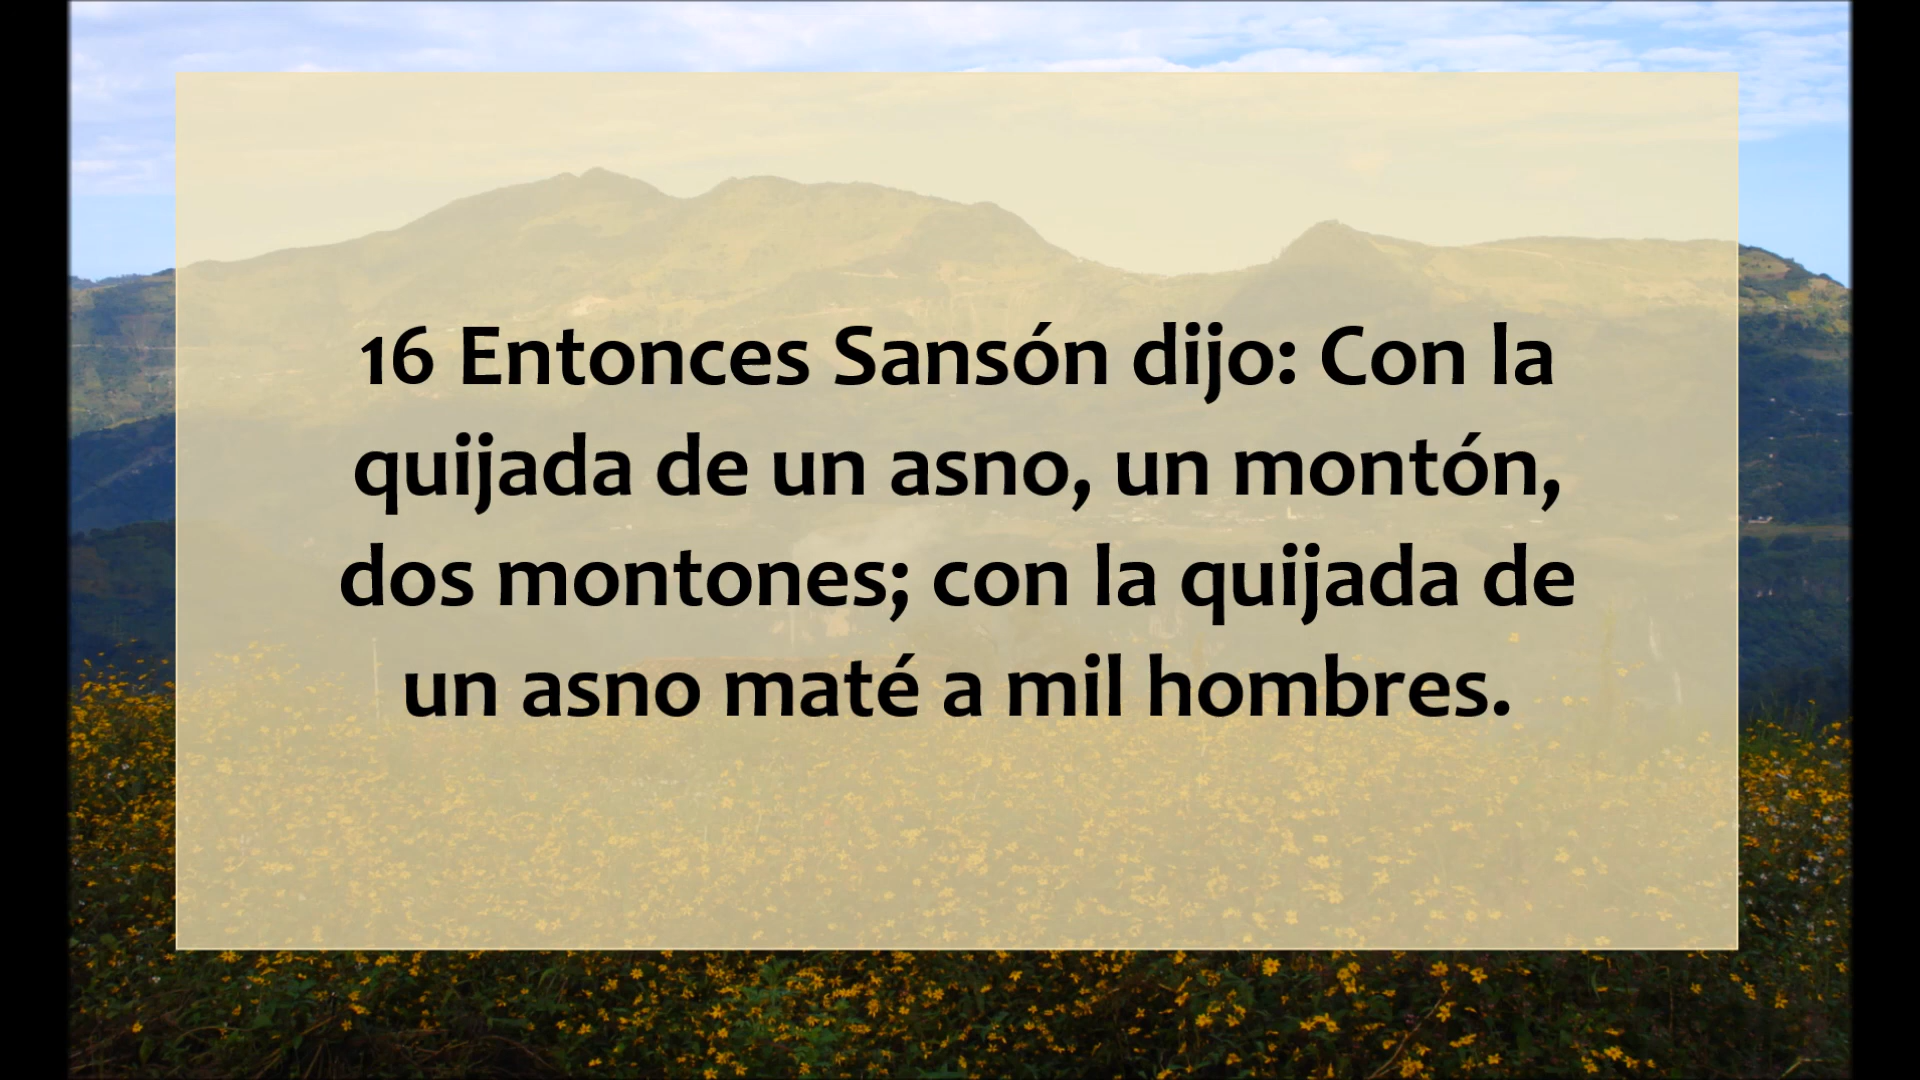 16 Entonces Sansón dijo: Con la
quijada de un asno, un montón,
dos montones; con la quijada de
un asno maté a mil hombres.